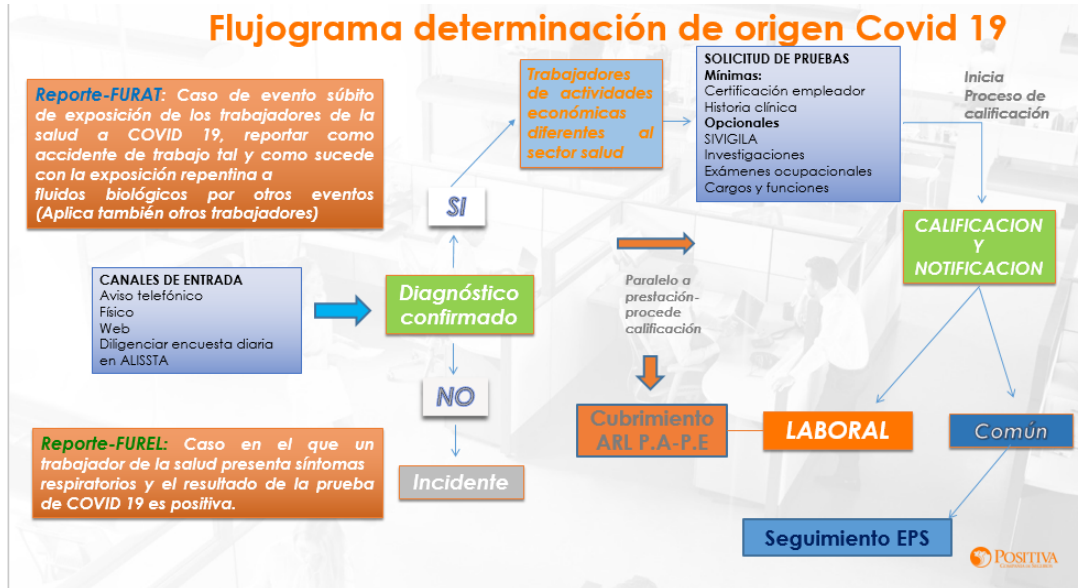 Flujograma determinación de origen Covid 19
Reporte-FURAT: Caso de evento súbito
de exposición de los trabajadores de la
salud a COVID 19, reportar como
accidente de trabajo tal y como sucede
con la exposición repentina a
fluidos biológicos por otros eventos
(Aplica también otros trabajadores)
Trabajadores
de actividades
económicas
diferentes al
sector salud
SOLICITUD DE PRUEBAS
Mínimas:
Certificación empleador
Historia clínica
Opcionales
SIVIGILA
Investigaciones
Exámenes ocupacionales
Cargos y funciones
Inicia
Proceso de
calificación
SI
CALIFICACION
Y
NOTIFICACION
CANALES DE ENTRADA
Aviso telefónico
Físico
Web
Diligenciar encuesta diaria
en ALISSTA
Diagnóstico
confirmado
Paralelo a
prestación-
procede
calificación
NO
Cubrimiento
ARL P.A-P.E
LABORAL
Común
Reporte-FUREL: Caso en el que un
trabajador de la salud presenta síntomas
respiratorios y el resultado de la prueba
de COVID 19 es positiva.
Incidente
Seguimiento EPS
POSITIVA
COMPAÑÍA DE SEGUROS